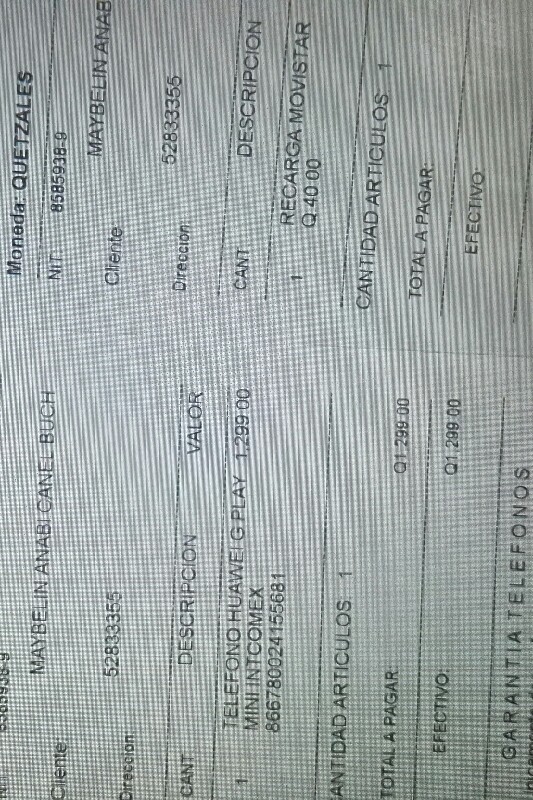 8585938-9
Cliente: MAYBELIN ANABI CANEL BUCH
Direccion: 52833355
CANT DESCRIPCION VALOR
1 TELEFONO HUAWEI G PLAY 1,299.00
MINI INTCOMEX
866780024155681
CANTIDAD ARTICULOS 1
TOTAL A PAGAR Q1,299.00
EFECTIVO: Q1,299.00
GARANTIA TELEFONOS
Moneda: QUETZALES
NIT: 8585938-9
Cliente: MAYBELIN ANAB
Direccion: 52833355
CANT DESCRIPCION
1 RECARGA MOVISTAR
Q.40.00
CANTIDAD ARTICULOS 1
TOTAL A PAGAR:
EFECTIVO